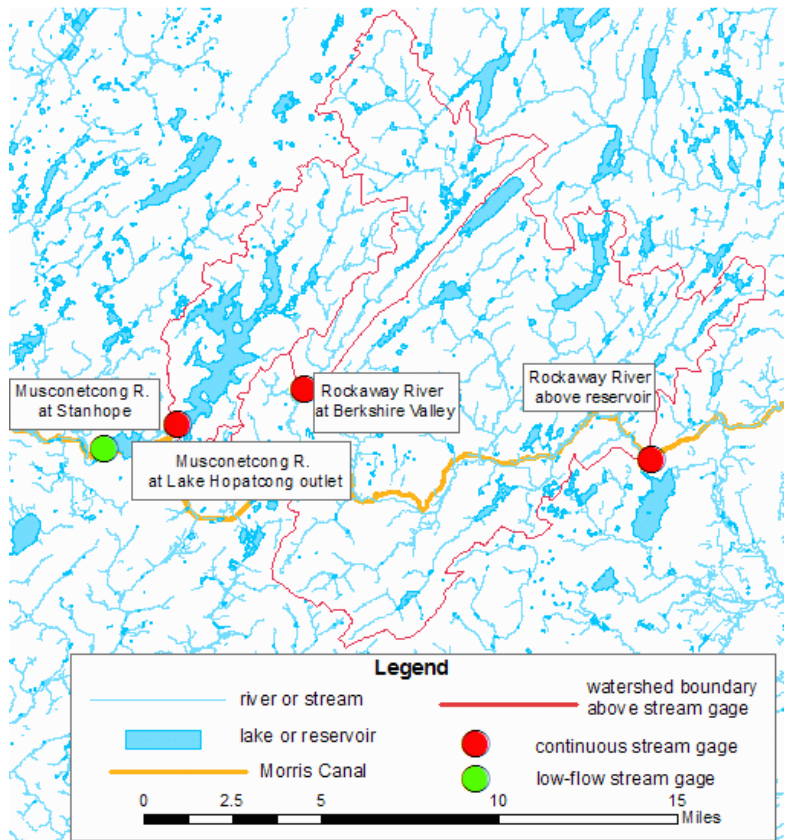 Musconetcong R.
at Stanhope
Rockaway River
at Berkshire Valley
Rockaway River
above reservoir
Musconetcong R.
at Lake Hopatcong outlet
Legend
river or stream
lake or reservoir
Morris Canal
watershed boundary
above stream gage
continuous stream gage
low-flow stream gage
0 2.5 5 10 15
Miles